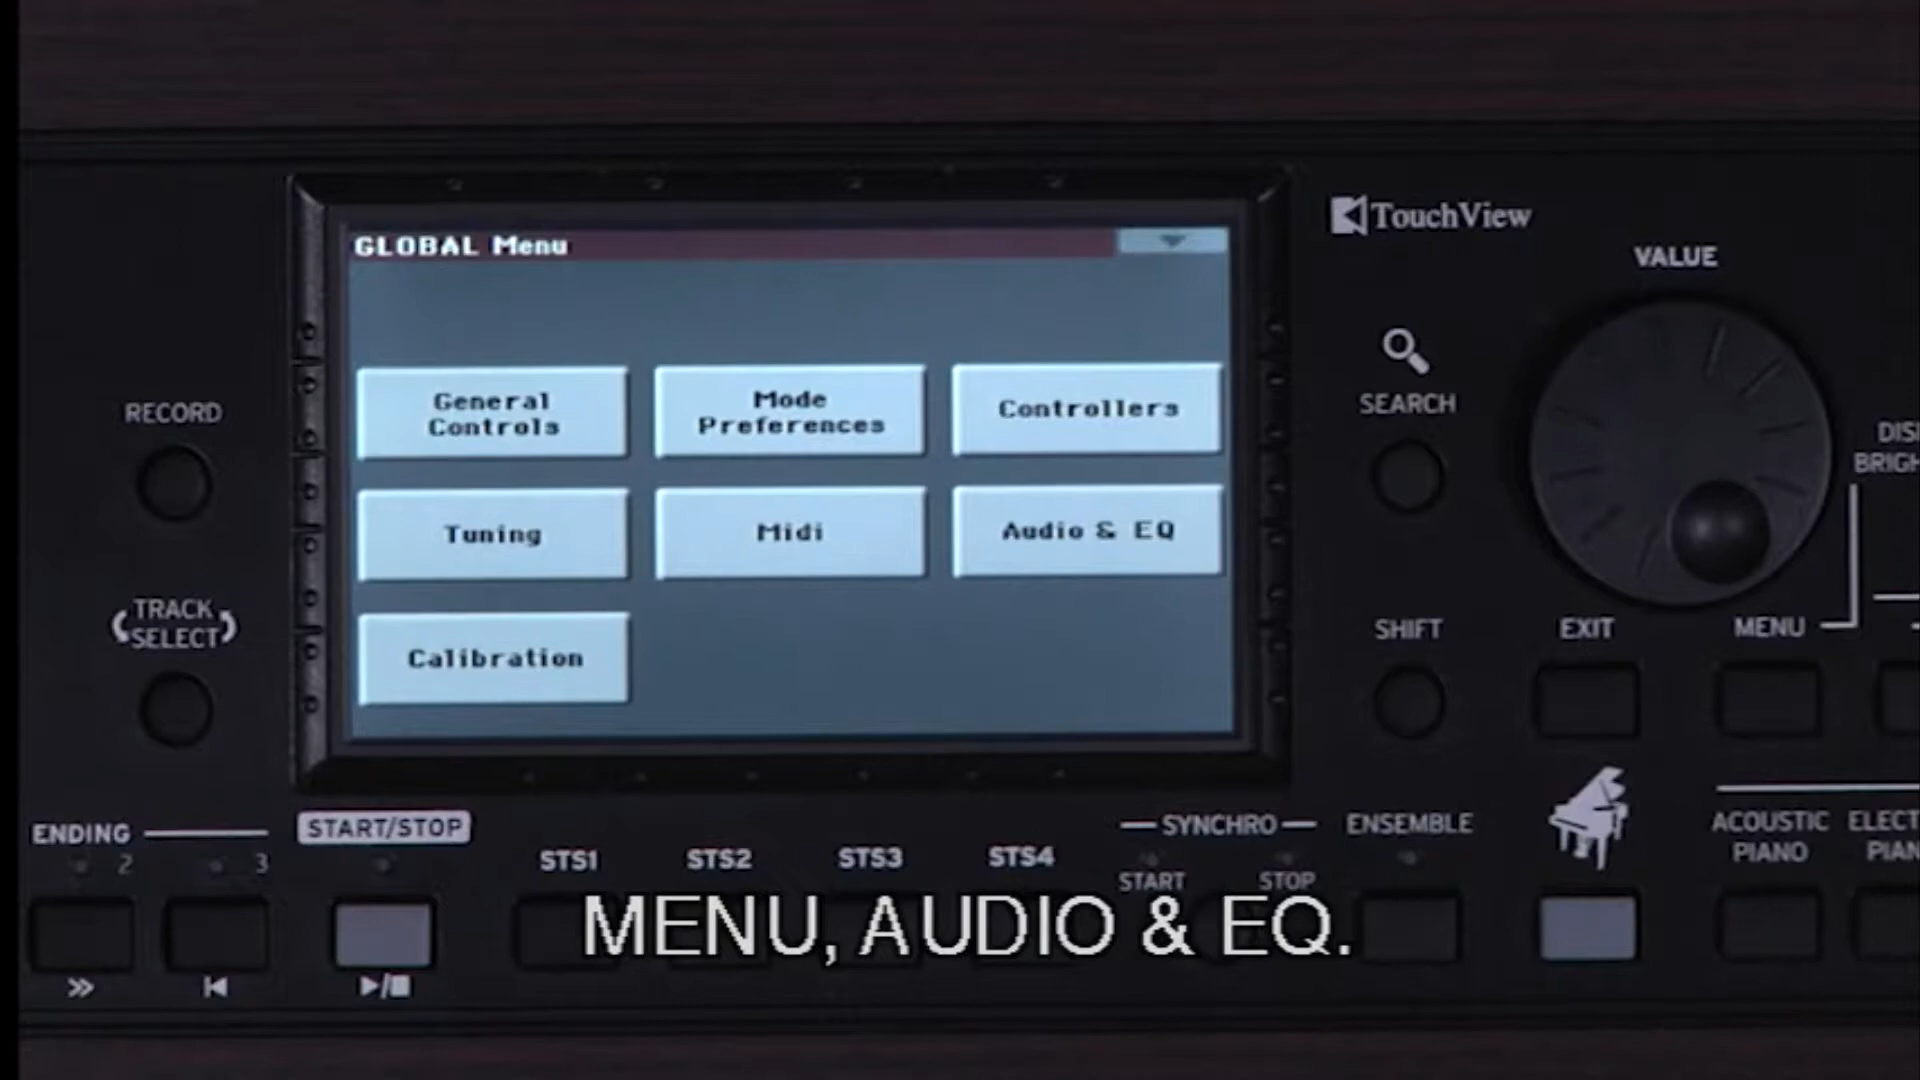 GLOBAL Menu
General
Controls
Mode
Preferences
Controllers
Tuning
Midi
Audio & EQ
Calibration
TouchView
VALUE
SEARCH
RECORD
TRACK
SELECT
SHIFT
EXIT
MENU
ENDING
2
3
START/STOP
STS1
STS2
STS3
STS4
SYNCHRO
START
STOP
ENSEMBLE
ACOUSTIC
PIANO
MENU, AUDIO & EQ.